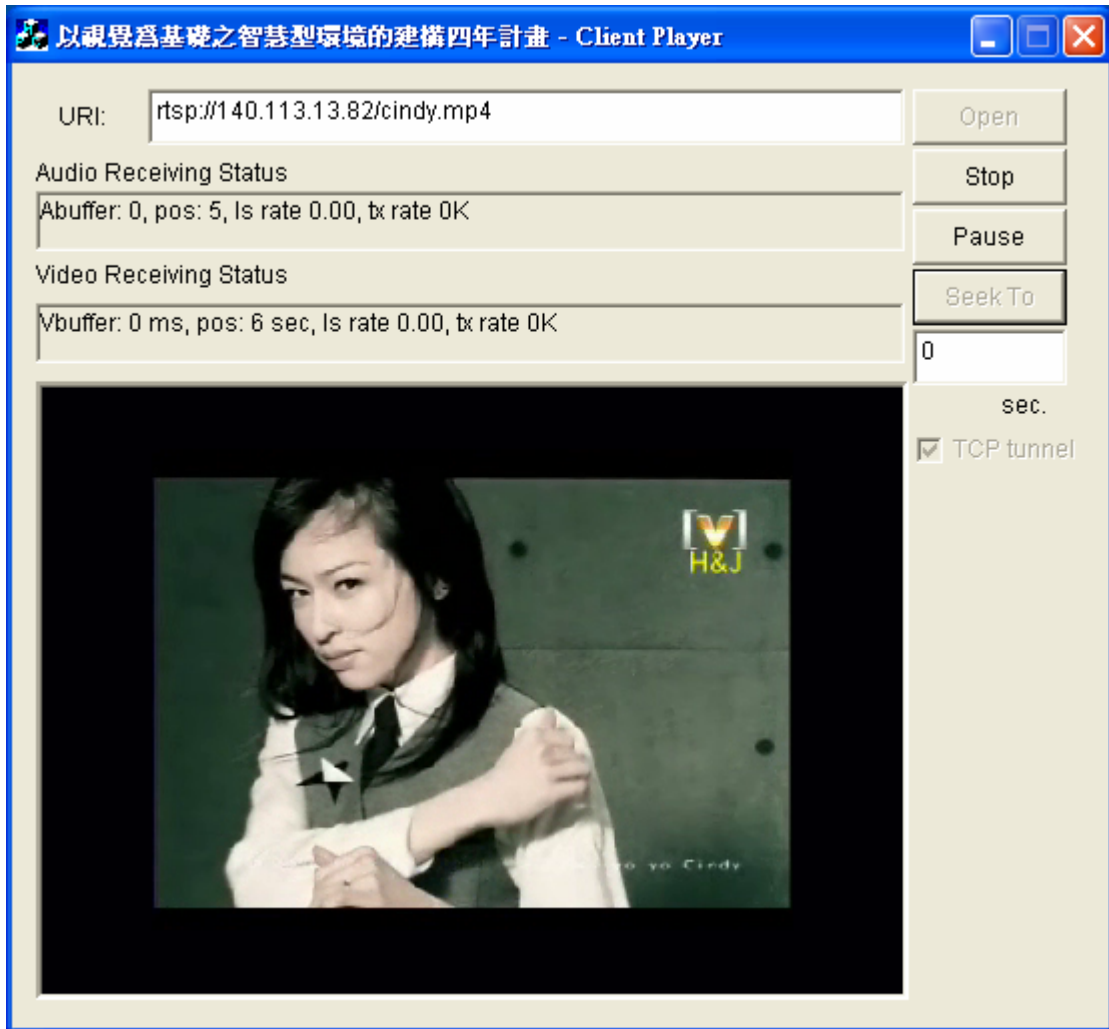 以視覺為基礎之智慧型環境的建構四年計畫 - Client Player
URI:
rtsp://140.113.13.82/cindy.mp4
Open
Audio Receiving Status
Stop
Abuffer: 0, pos: 5, ls rate 0.00, tx rate 0K
Pause
Video Receiving Status
Seek To
Vbuffer: 0 ms, pos: 6 sec, ls rate 0.00, tx rate 0K
0
sec.
TCP tunnel
[V]
H&J
yo Cindy